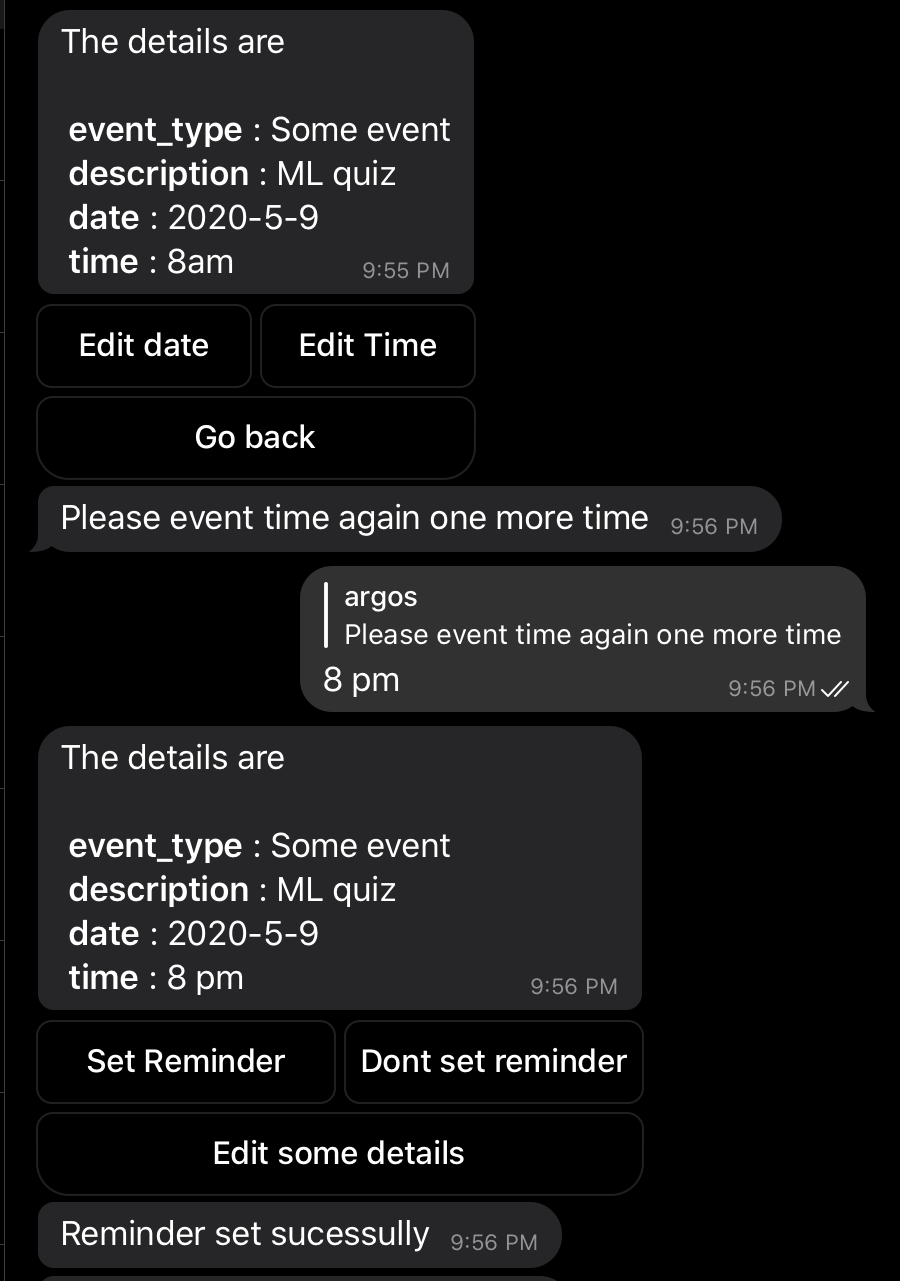 The details are
event_type : Some event
description : ML quiz
date : 2020-5-9
time : 8am
9:55 PM
Edit date
Edit Time
Go back
Please event time again one more time
9:56 PM
argos
Please event time again one more time
8 pm
9:56 PM
The details are
event_type : Some event
description : ML quiz
date : 2020-5-9
time : 8 pm
9:56 PM
Set Reminder
Dont set reminder
Edit some details
Reminder set sucessully
9:56 PM